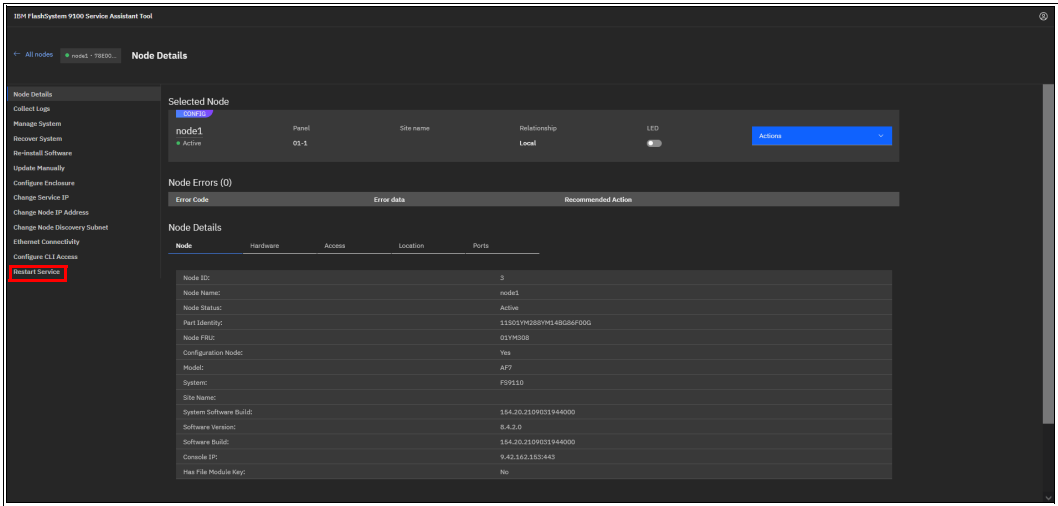 IBM FlashSystem 9100 Service Assistant Tool
← All nodes node1 - 78E00... Node Details
Node Details
Collect Logs
Manage System
Recover System
Re-install Software
Update Manually
Configure Enclosure
Change Service IP
Change Node IP Address
Change Node Discovery Subnet
Ethernet Connectivity
Configure CLI Access
Restart Service
Selected Node
CONFIG
node1 Panel Site name Relationship LED Actions
Active 01-1 Local
Node Errors (0)
Error Code Error data Recommended Action
Node Details
Node Hardware Access Location Ports
Node ID: 3
Node Name: node1
Node Status: Active
Part Identity: 11S01YM288YM14BG86F00G
Node FRU: 01YM308
Configuration Node: Yes
Model: AF7
System: FS9110
Site Name:
System Software Build: 154.20.2109031944000
Software Version: 8.4.2.0
Software Build: 154.20.2109031944000
Console IP: 9.42.162.153:443
Has File Module Key: No